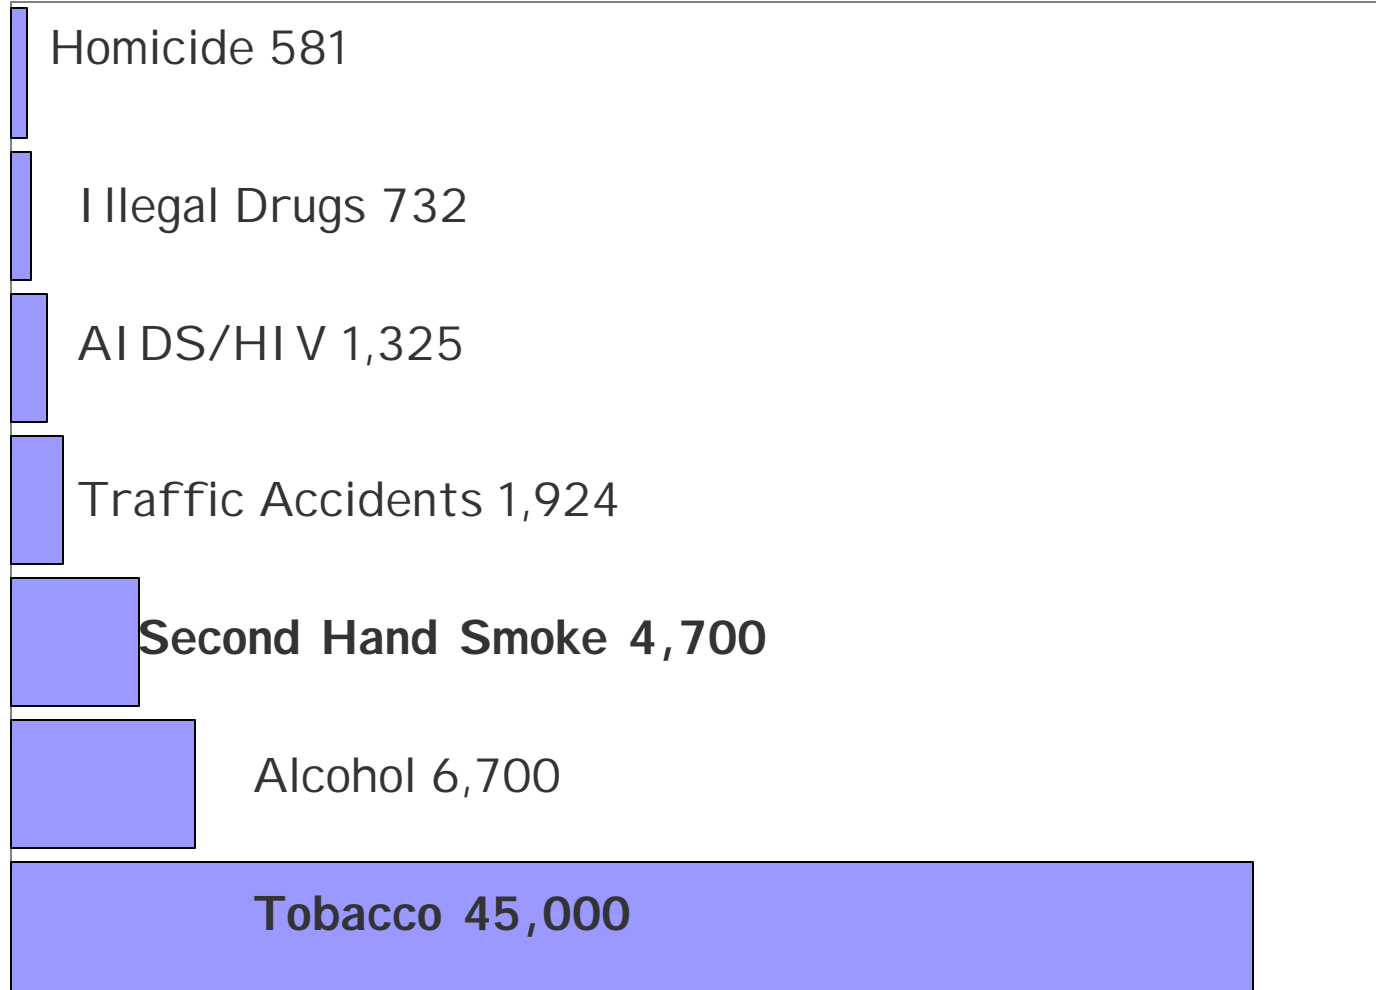 Homicide 581
Illegal Drugs 732
AIDS/HIV 1,325
Traffic Accidents 1,924
Second Hand Smoke 4,700
Alcohol 6,700
Tobacco 45,000